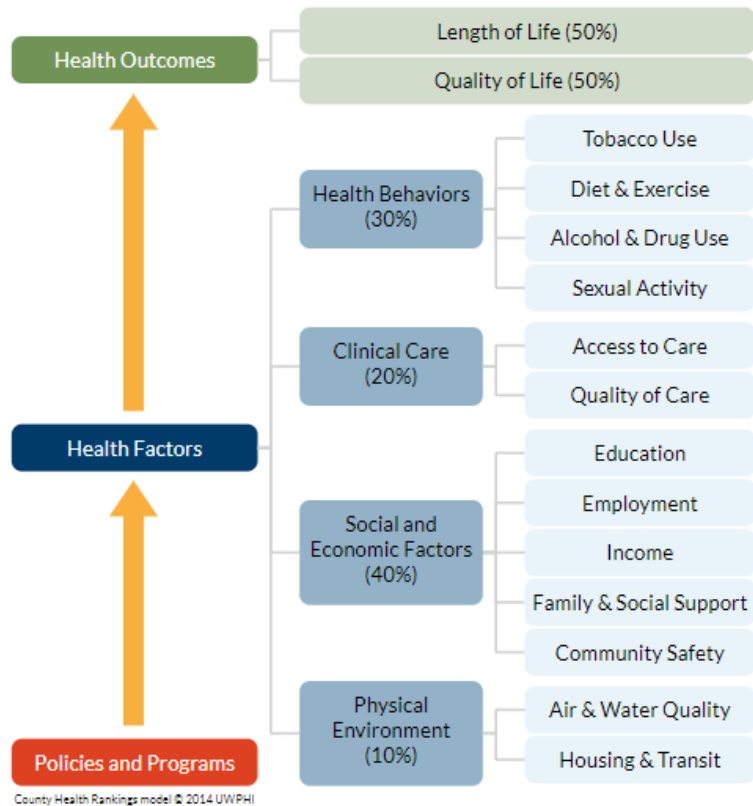 Health Outcomes
Length of Life (50%)
Quality of Life (50%)
Health Behaviors
(30%)
Tobacco Use
Diet & Exercise
Alcohol & Drug Use
Sexual Activity
Clinical Care
(20%)
Access to Care
Quality of Care
Health Factors
Social and
Economic Factors
(40%)
Education
Employment
Income
Family & Social Support
Community Safety
Physical
Environment
(10%)
Air & Water Quality
Housing & Transit
Policies and Programs
County Health Rankings model © 2014 UWPHI